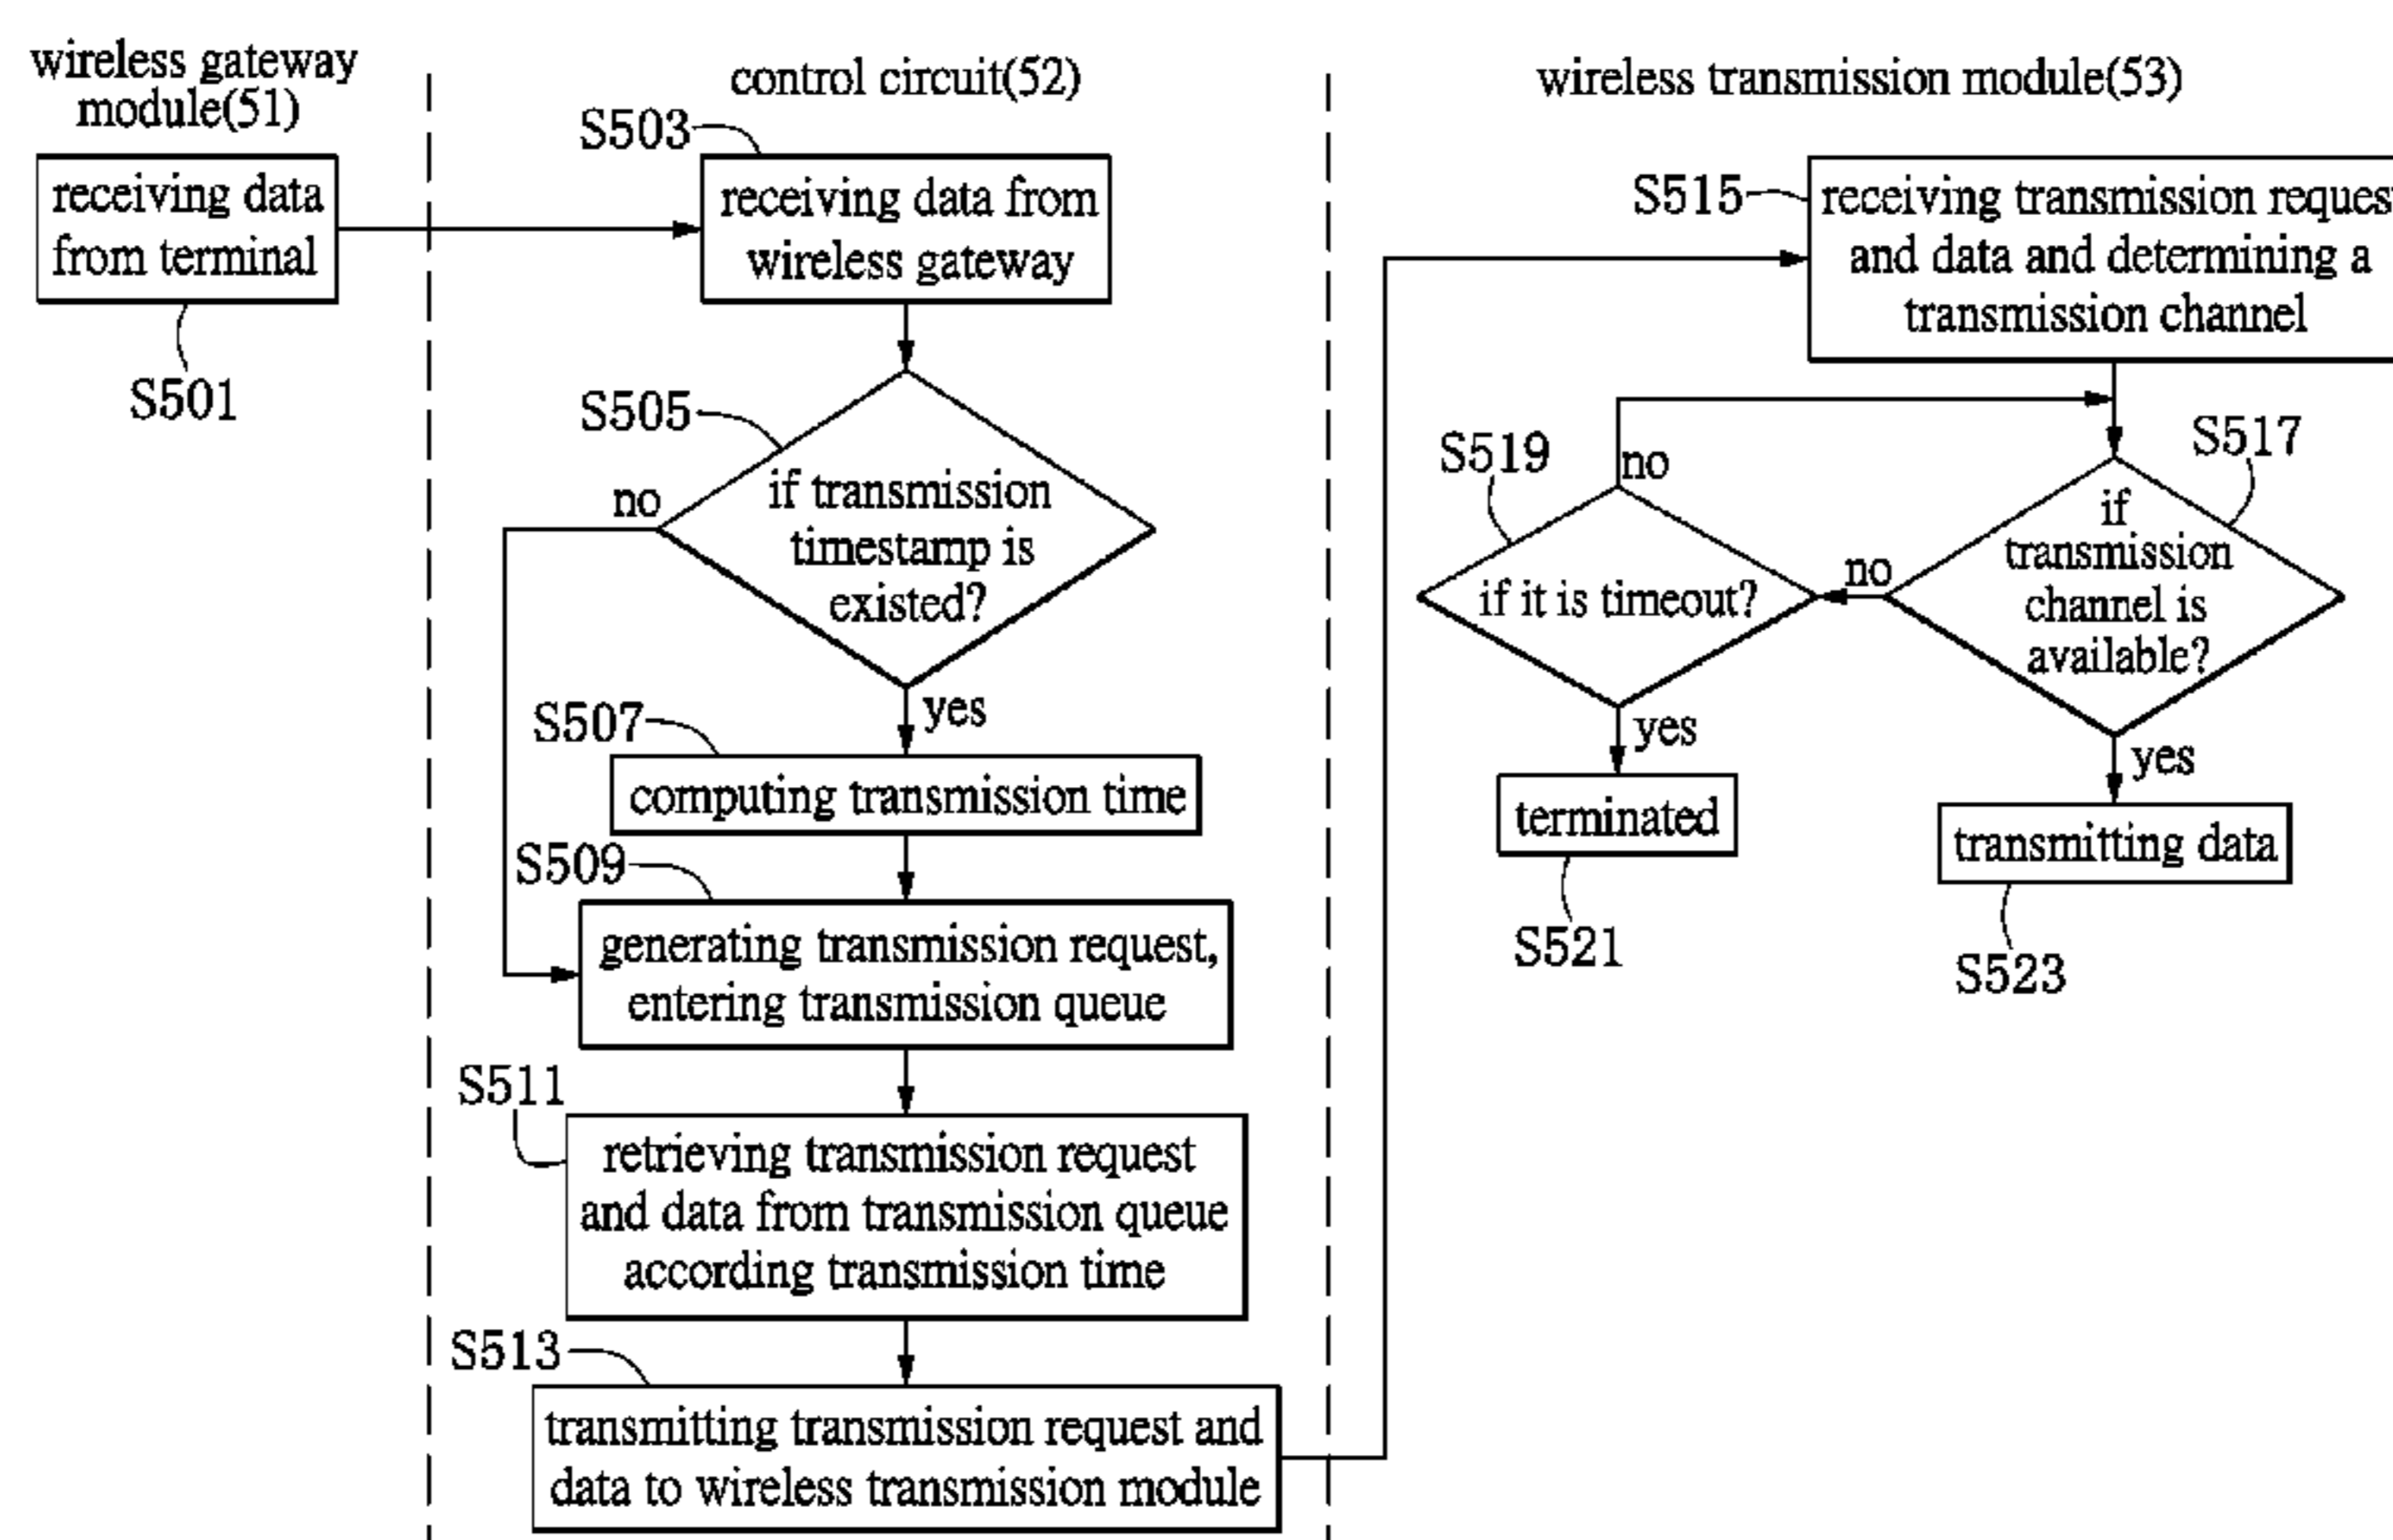 wireless gateway
module(51)
receiving data
from terminal
S501
control circuit(52)
S503
receiving data from
wireless gateway
S505
if transmission
timestamp is
existed?
no
yes
S507
computing transmission time
S509
generating transmission request,
entering transmission queue
S511
retrieving transmission request
and data from transmission queue
according transmission time
S513
transmitting transmission request and
data to wireless transmission module
wireless transmission module(53)
S515
receiving transmission request
and data and determining a
transmission channel
S517
if
transmission
channel is
available?
no
yes
S519
no
if it is timeout?
yes
terminated
S521
transmitting data
S523